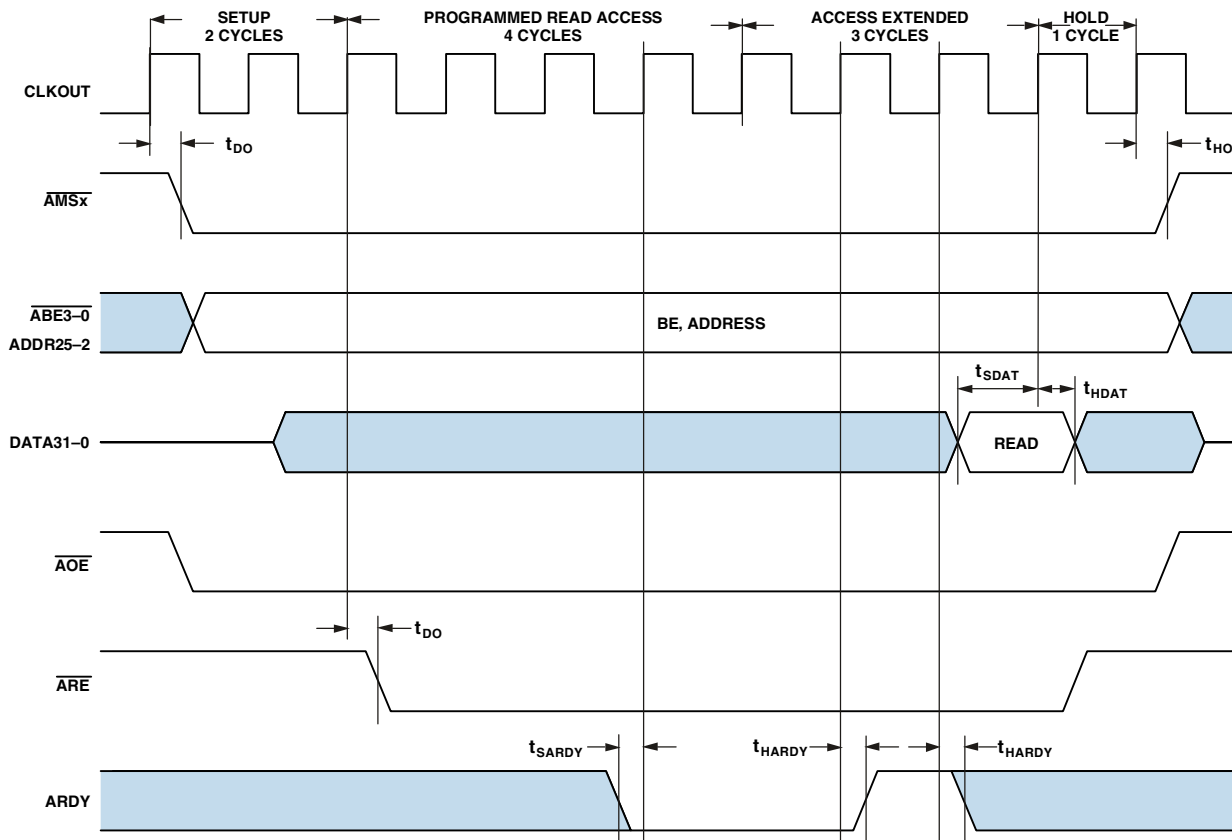 SETUP
2 CYCLES
PROGRAMMED READ ACCESS
4 CYCLES
ACCESS EXTENDED
3 CYCLES
HOLD
1 CYCLE
CLKOUT
tDO
tHO
AMSx
ABE3–0
BE, ADDRESS
ADDR25–2
tSDAT
tHDAT
DATA31–0
READ
AOE
tDO
ARE
tSARDY
tHARDY
tHARDY
ARDY